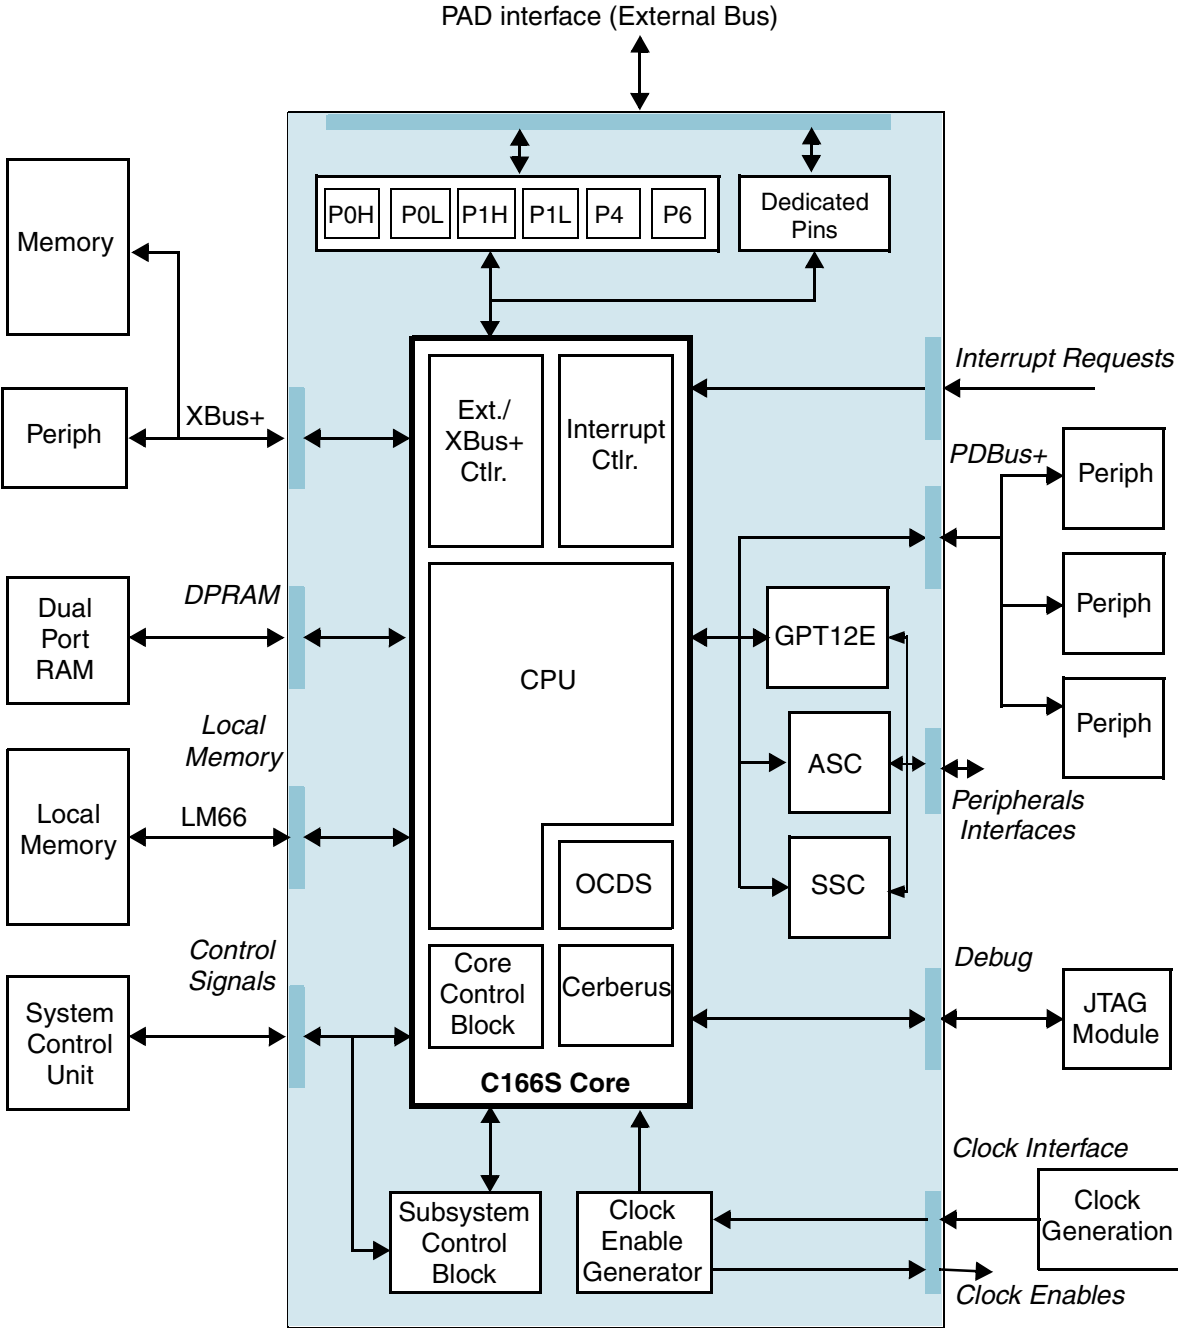 PAD interface (External Bus)
P0H
P0L
P1H
P1L
P4
P6
Dedicated
Pins
Memory
Periph
XBus+
Ext./
XBus+
Ctlr.
Interrupt
Ctlr.
Interrupt Requests
PDBus+
Periph
Periph
Periph
Dual
Port
RAM
DPRAM
CPU
GPT12E
ASC
SSC
Peripherals
Interfaces
Local
Memory
LM66
Local
Memory
OCDS
Control
Signals
System
Control
Unit
Core
Control
Block
Cerberus
C166S Core
Debug
JTAG
Module
Subsystem
Control
Block
Clock
Enable
Generator
Clock Interface
Clock
Generation
Clock Enables